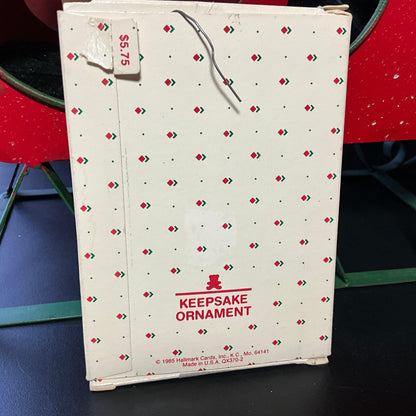 $5.75
KEEPSAKE
ORNAMENT
© 1985 Hallmark Cards, Inc., K.C., Mo. 64141
Made in U.S.A. QX370-2